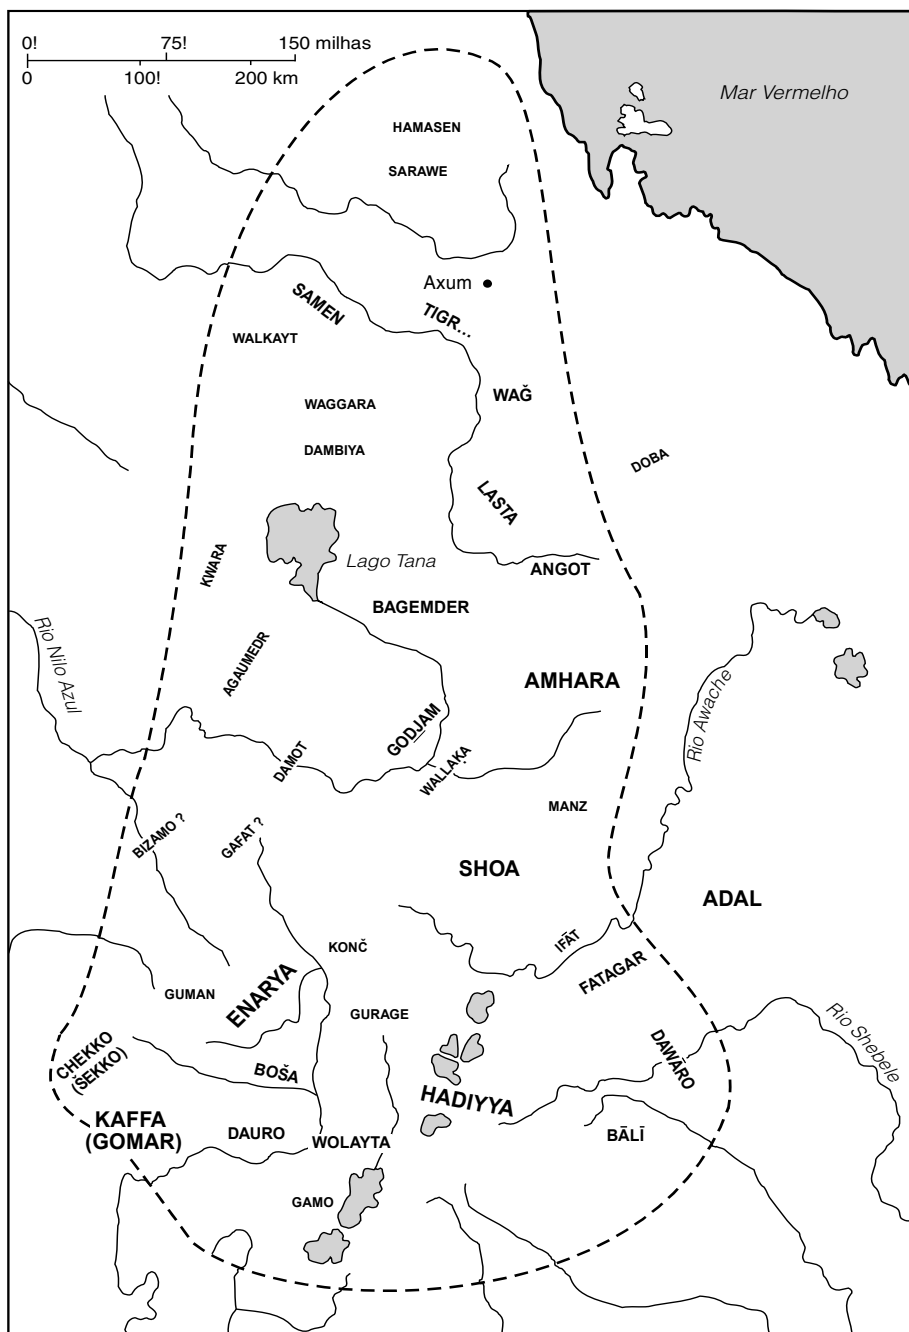 0! 75! 150 milhas
0 100! 200 km
Mar Vermelho
HAMASEN
SARAWE
Axum
SAMEN
TIGR...
WALKAYT
WAĞ
WAGGARA
DAMBIYA
DOBA
LASTA
Lago Tana
KWARA
ANGOT
BAGEMDER
Rio Nilo Azul
AGAUMEDR
AMHARA
Rio Awache
GODJAM
DAMOT
WALLAKA
MANZ
BIZAMO ?
GAFAT ?
SHOA
ADAL
IFĀT
KONČ
FATAGAR
ENARYA
GUMAN
GURAGE
Rio Shebele
CHEKKO
(ŠEKKO)
BOŠA
DAWĀRO
HADIYYA
KAFFA
(GOMAR)
DAURO
WOLAYTA
BĀLĪ
GAMO